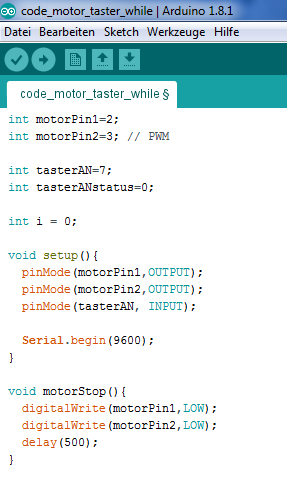 code_motor_taster_while | Arduino 1.8.1
Datei Bearbeiten Sketch Werkzeuge Hilfe
code_motor_taster_while §
int motorPin1=2;
int motorPin2=3; // PWM
int tasterAN=7;
int tasterANstatus=0;
int i = 0;
void setup(){
pinMode(motorPin1,OUTPUT);
pinMode(motorPin2,OUTPUT);
pinMode(tasterAN, INPUT);
Serial.begin(9600);
}
void motorStop(){
digitalWrite(motorPin1,LOW);
digitalWrite(motorPin2,LOW);
delay(500);
}